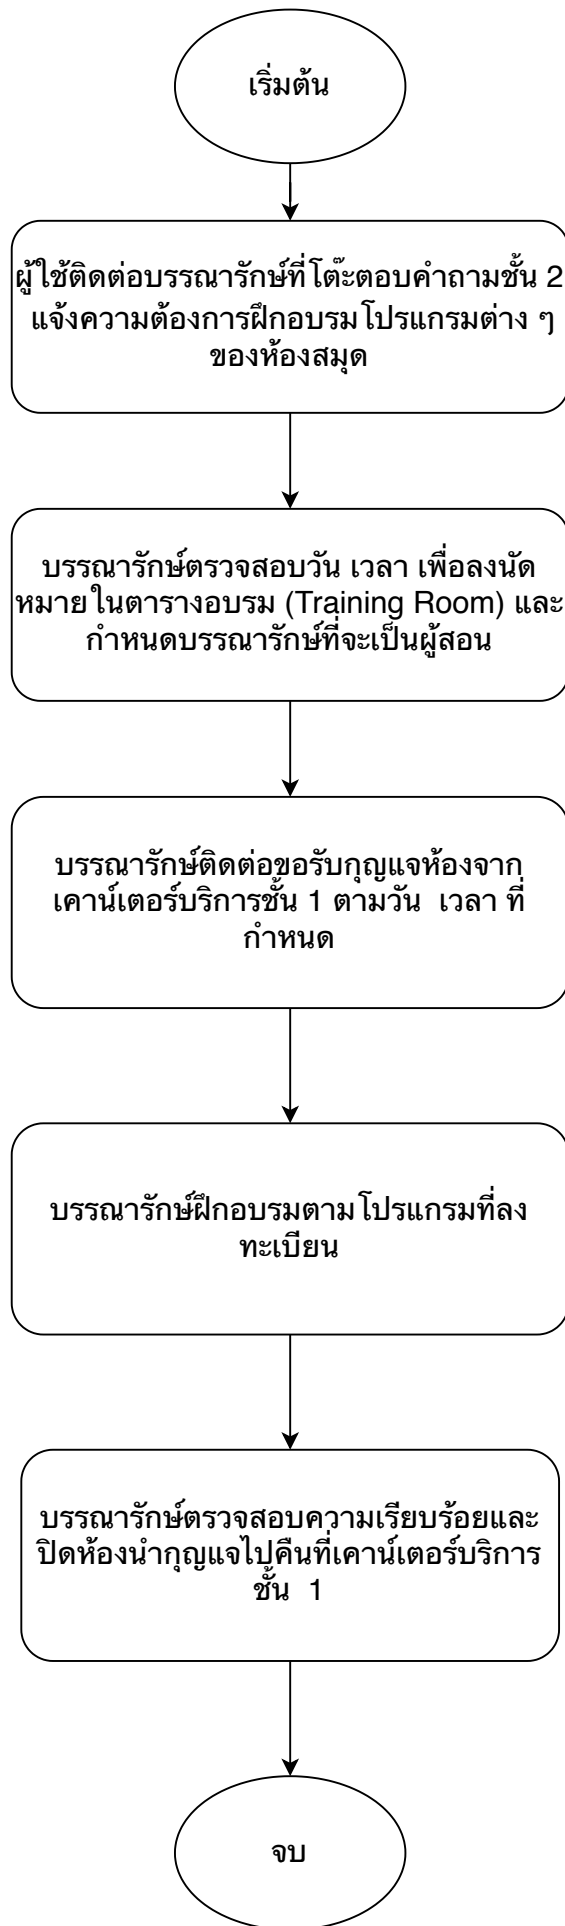 เริ่มต้น
ผู้ใช้ติดต่อบรรณารักษ์ที่โต๊ะตอบคำถามชั้น 2
แจ้งความต้องการฝึกอบรมโปรแกรมต่าง ๆ
ของห้องสมุด
บรรณารักษ์ตรวจสอบวัน เวลา เพื่อลงนัด
หมาย ในตารางอบรม (Training Room) และ
กำหนดบรรณารักษ์ที่จะเป็นผู้สอน
บรรณารักษ์ติดต่อขอรับกุญแจห้องจาก
เคาน์เตอร์บริการชั้น 1 ตามวัน เวลา ที่
กำหนด
บรรณารักษ์ฝึกอบรมตามโปรแกรมที่ลง
ทะเบียน
บรรณารักษ์ตรวจสอบความเรียบร้อยและ
ปิดห้องนำกุญแจไปคืนที่เคาน์เตอร์บริการ
ชั้น 1
จบ